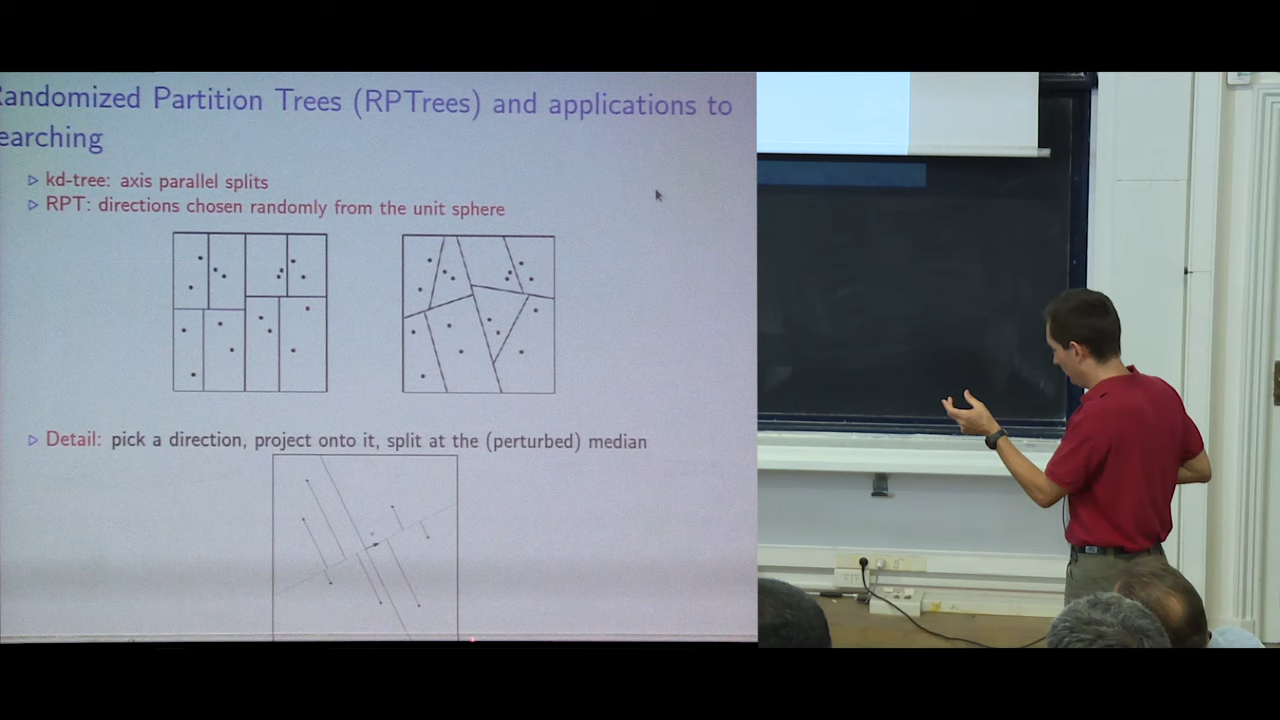 Randomized Partition Trees (RPTrees) and applications to
earching
▷ kd-tree: axis parallel splits
▷ RPT: directions chosen randomly from the unit sphere
▷ Detail: pick a direction, project onto it, split at the (perturbed) median